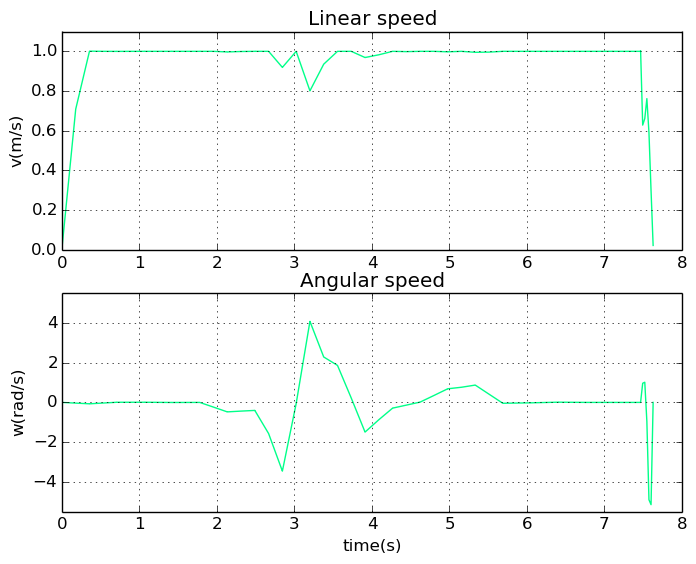 Linear speed
1.0
0.8
0.6
0.4
0.2
0.0
v(m/s)
0 1 2 3 4 5 6 7 8
Angular speed
4
2
0
−2
−4
w(rad/s)
0 1 2 3 4 5 6 7 8
time(s)